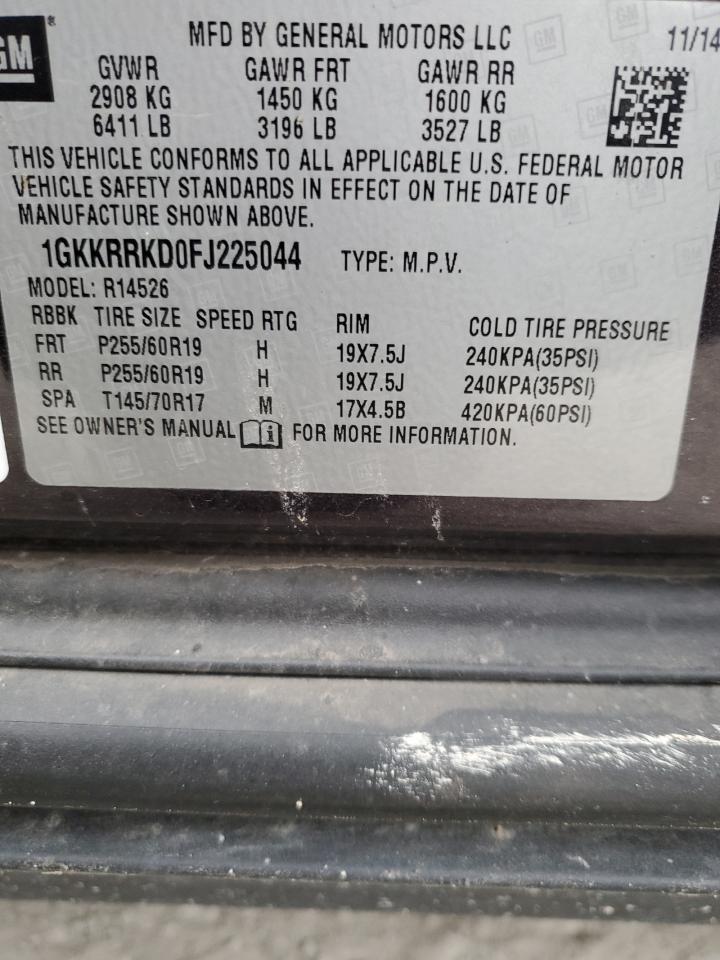 GM
MFD BY GENERAL MOTORS LLC 11/14
GVWR GAWR FRT GAWR RR
2908 KG 1450 KG 1600 KG
6411 LB 3196 LB 3527 LB
THIS VEHICLE CONFORMS TO ALL APPLICABLE U.S. FEDERAL MOTOR
VEHICLE SAFETY STANDARDS IN EFFECT ON THE DATE OF
MANUFACTURE SHOWN ABOVE.
1GKKRRKD0FJ225044 TYPE: M.P.V.
MODEL: R14526
RBBK TIRE SIZE SPEED RTG RIM COLD TIRE PRESSURE
FRT P255/60R19 H 19X7.5J 240KPA(35PSI)
RR P255/60R19 H 19X7.5J 240KPA(35PSI)
SPA T145/70R17 M 17X4.5B 420KPA(60PSI)
SEE OWNER'S MANUAL i FOR MORE INFORMATION.